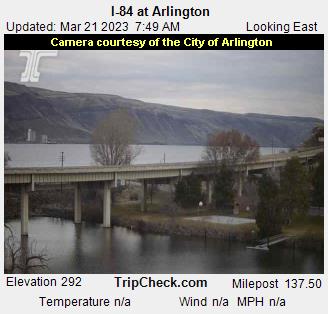 I-84 at Arlington
Updated: Mar 21 2023 7:49 AM Looking East
Camera courtesy of the City of Arlington
Elevation 292 TripCheck.com Milepost 137.50
Temperature n/a Wind n/a MPH n/a